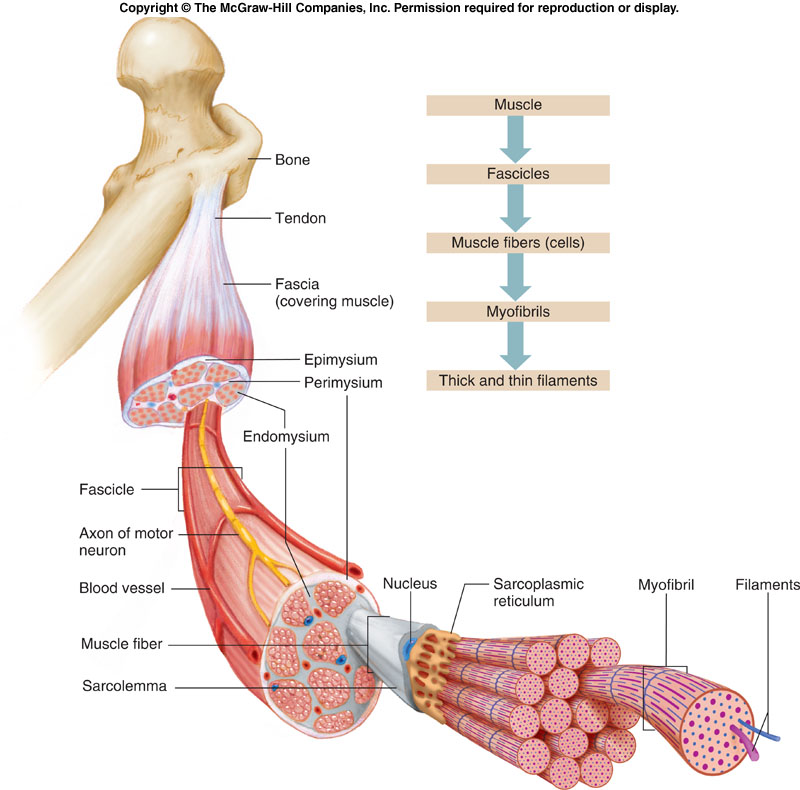 Copyright © The McGraw-Hill Companies, Inc. Permission required for reproduction or display.
Muscle
Bone
Fascicles
Tendon
Muscle fibers (cells)
Fascia
(covering muscle)
Myofibrils
Epimysium
Perimysium
Thick and thin filaments
Endomysium
Fascicle
Axon of motor
neuron
Blood vessel
Nucleus
Sarcoplasmic
reticulum
Myofibril
Filaments
Muscle fiber
Sarcolemma